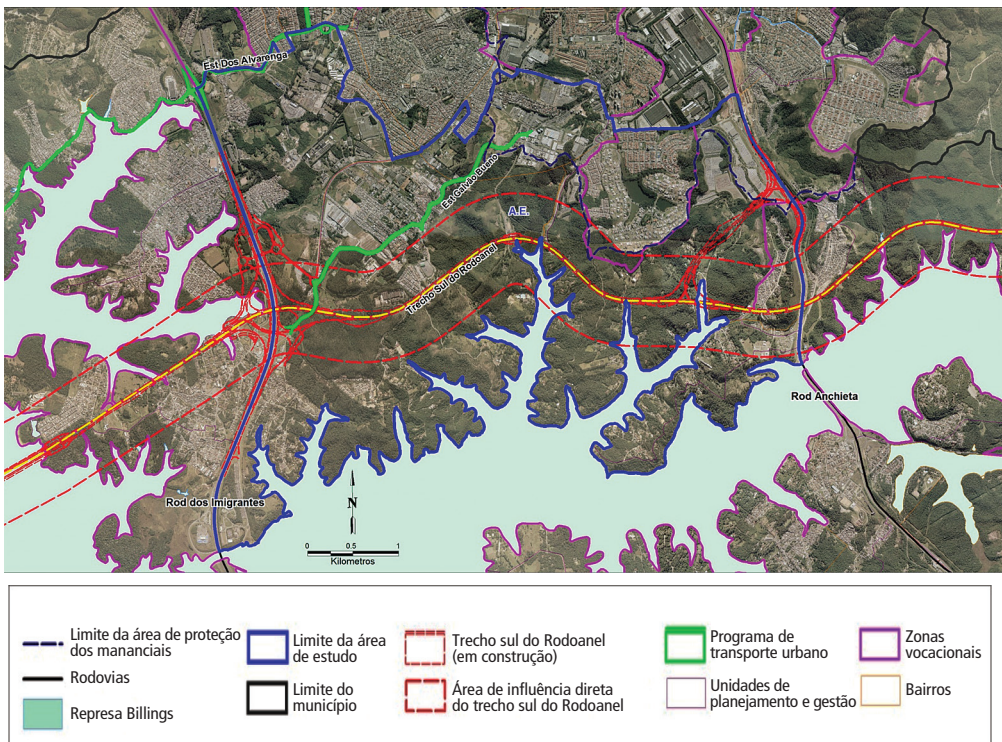 Est Dos Alvarenga
Est Galvão Bueno
A.E.
Trecho Sul do Rodoanel
Rod Anchieta
Rod dos Imigrantes
N
0 0.5 1
Kilometros
Limite da área de proteção
dos mananciais
Rodovias
Represa Billings
Limite da área
de estudo
Limite do
município
Trecho sul do Rodoanel
(em construção)
Área de influência direta
do trecho sul do Rodoanel
Programa de
transporte urbano
Unidades de
planejamento e gestão
Zonas
vocacionais
Bairros